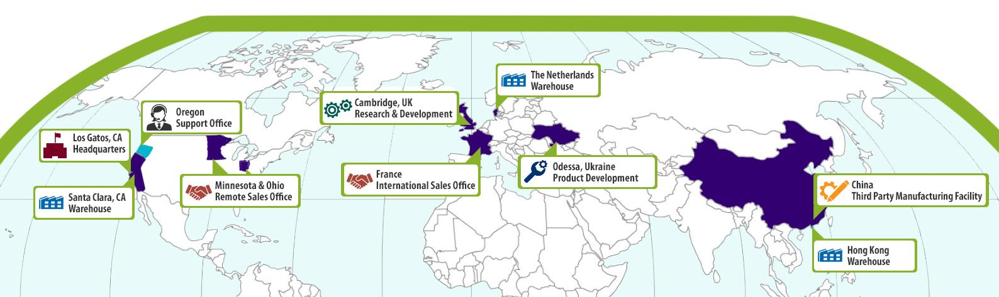 The Netherlands
Warehouse
Cambridge, UK
Research & Development
Oregon
Support Office
Los Gatos, CA
Headquarters
Santa Clara, CA
Warehouse
Minnesota & Ohio
Remote Sales Office
France
International Sales Office
Odessa, Ukraine
Product Development
China
Third Party Manufacturing Facility
Hong Kong
Warehouse